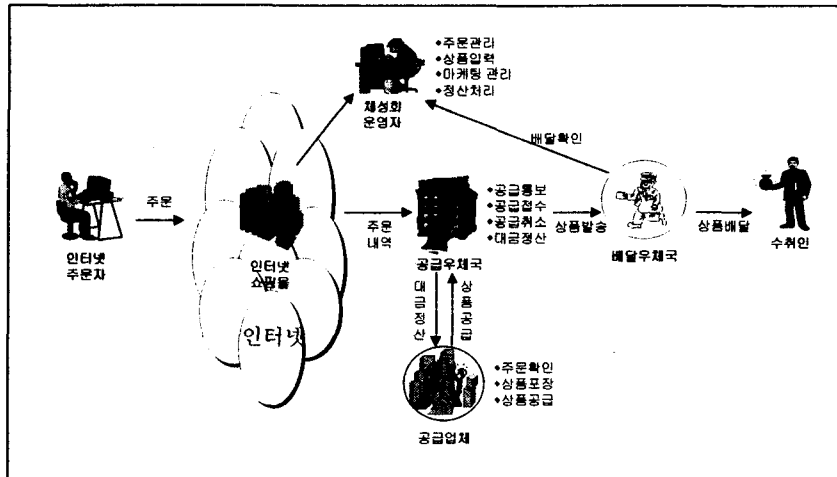 ◆주문관리
◆상품입력
◆마케팅 관리
◆정산처리
체성화
운영자
배달확인
주문
인터넷
주문자
인터넷
쇼핑몰
인터넷
주문
내역
◆공급통보
◆공급접수
◆공급취소
◆대금정산
공급우체국
상품발송
배달우체국
상품배달
수취인
대금정산
상품공급
◆주문확인
◆상품포장
◆상품공급
공급업체